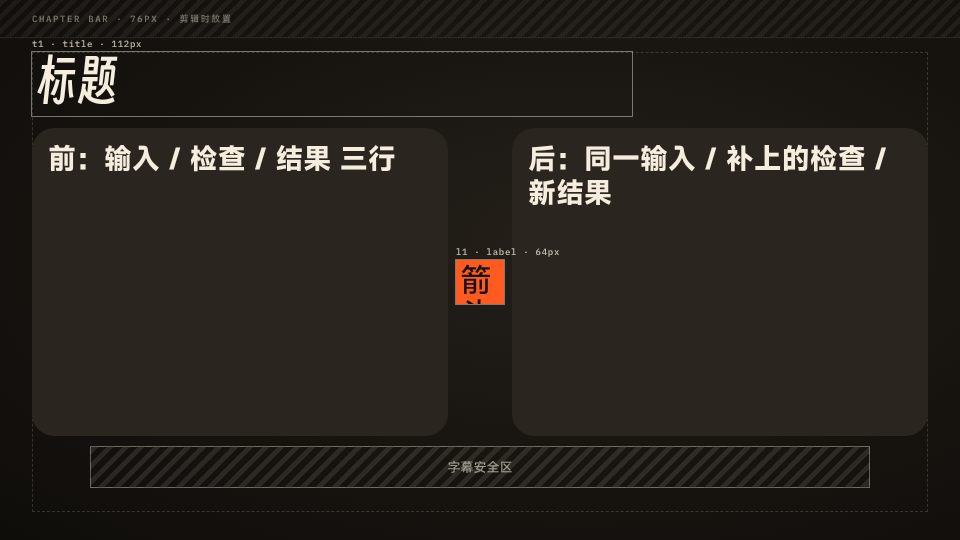 CHAPTER BAR · 76PX · 剪辑时放置
t1 · title · 112px
标题
前：输入 / 检查 / 结果 三行
后：同一输入 / 补上的检查 /
新结果
l1 · label · 64px
箭
字幕安全区